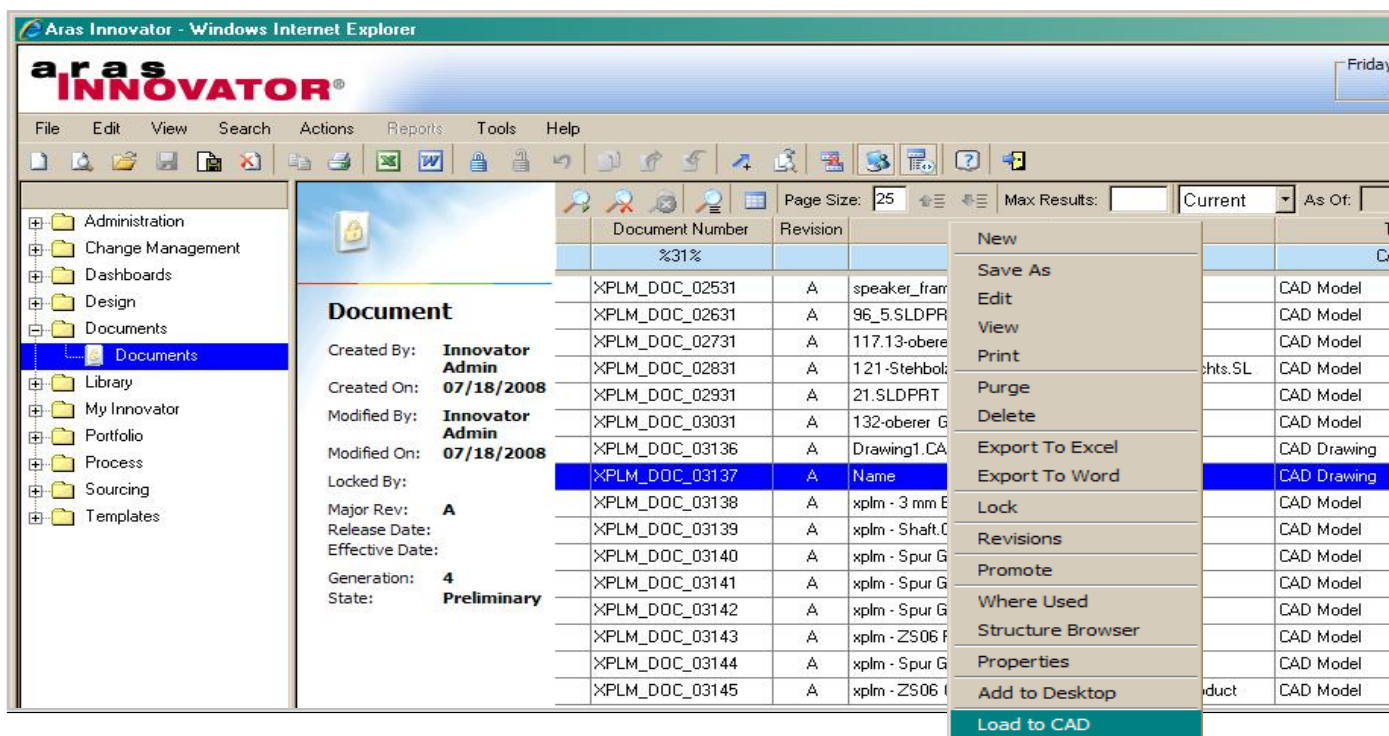 Aras Innovator - Windows Internet Explorer
aras
INNOVATOR®
Friday
File Edit View Search Actions Reports Tools Help
Page Size: 25 Max Results: Current As Of:
Administration
Change Management
Dashboards
Design
Documents
Documents
Library
My Innovator
Portfolio
Process
Sourcing
Templates
Document
Created By: Innovator
Admin
Created On: 07/18/2008
Modified By: Innovator
Admin
Modified On: 07/18/2008
Locked By:
Major Rev: A
Release Date:
Effective Date:
Generation: 4
State: Preliminary
Document Number Revision
%31%
XPLM_DOC_02531 A speaker_fram CAD Model
XPLM_DOC_02631 A 96_5.SLDPR CAD Model
XPLM_DOC_02731 A 117.13-obere CAD Model
XPLM_DOC_02831 A 121-Stehbolz hts.SL CAD Model
XPLM_DOC_02931 A 21.SLDPRT CAD Model
XPLM_DOC_03031 A 132-oberer G CAD Model
XPLM_DOC_03136 A Drawing1.CA CAD Drawing
XPLM_DOC_03137 A Name CAD Drawing
XPLM_DOC_03138 A xplm - 3 mm CAD Model
XPLM_DOC_03139 A xplm - Shaft. CAD Model
XPLM_DOC_03140 A xplm - Spur G CAD Model
XPLM_DOC_03141 A xplm - Spur G CAD Model
XPLM_DOC_03142 A xplm - Spur G CAD Model
XPLM_DOC_03143 A xplm - ZS06 CAD Model
XPLM_DOC_03144 A xplm - Spur G CAD Model
XPLM_DOC_03145 A xplm - ZS06 duct CAD Model
New
Save As
Edit
View
Print
Purge
Delete
Export To Excel
Export To Word
Lock
Revisions
Promote
Where Used
Structure Browser
Properties
Add to Desktop
Load to CAD